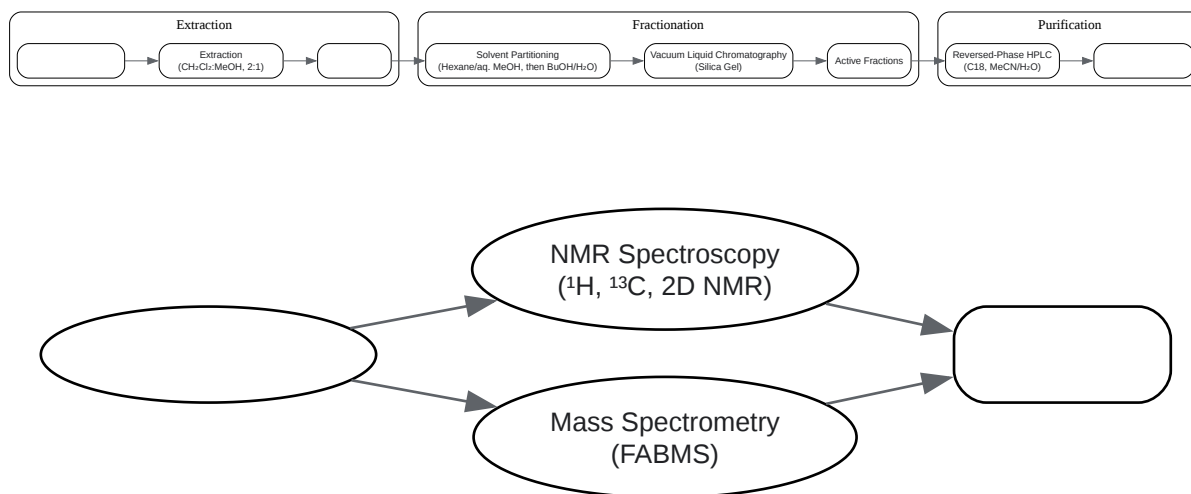 Extraction
Fractionation
Purification
Extraction
(CH₂Cl₂:MeOH, 2:1)
Solvent Partitioning
(Hexane/aq. MeOH, then BuOH/H₂O)
Vacuum Liquid Chromatography
(Silica Gel)
Active Fractions
Reversed-Phase HPLC
(C18, MeCN/H₂O)
NMR Spectroscopy
(¹H, ¹³C, 2D NMR)
Mass Spectrometry
(FABMS)